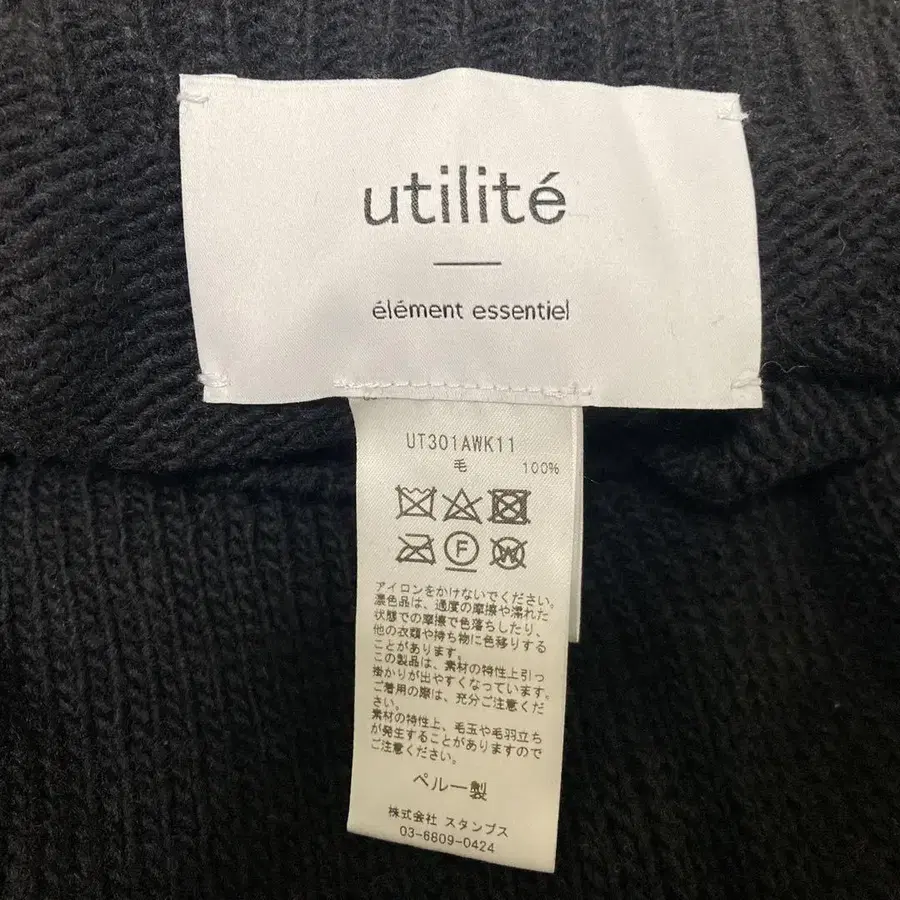 utilité
élément essentiel
UT301AWK11
毛 100%
F
W
アイロンをかけないでください。
濃色品は、過度の摩擦や濡れた
状態での摩擦で色落ちしたり、
他の衣類や持ち物に色移りする
ことがあります。
この製品は、素材の特性上引っ
掛かりが出やすくなっています。
ご着用の際は、充分ご注意くだ
さい。
素材の特性上、毛玉や毛羽立ち
が発生することがありますので
ご注意ください。
ペルー製
株式会社 スタンプス
03-6809-0424